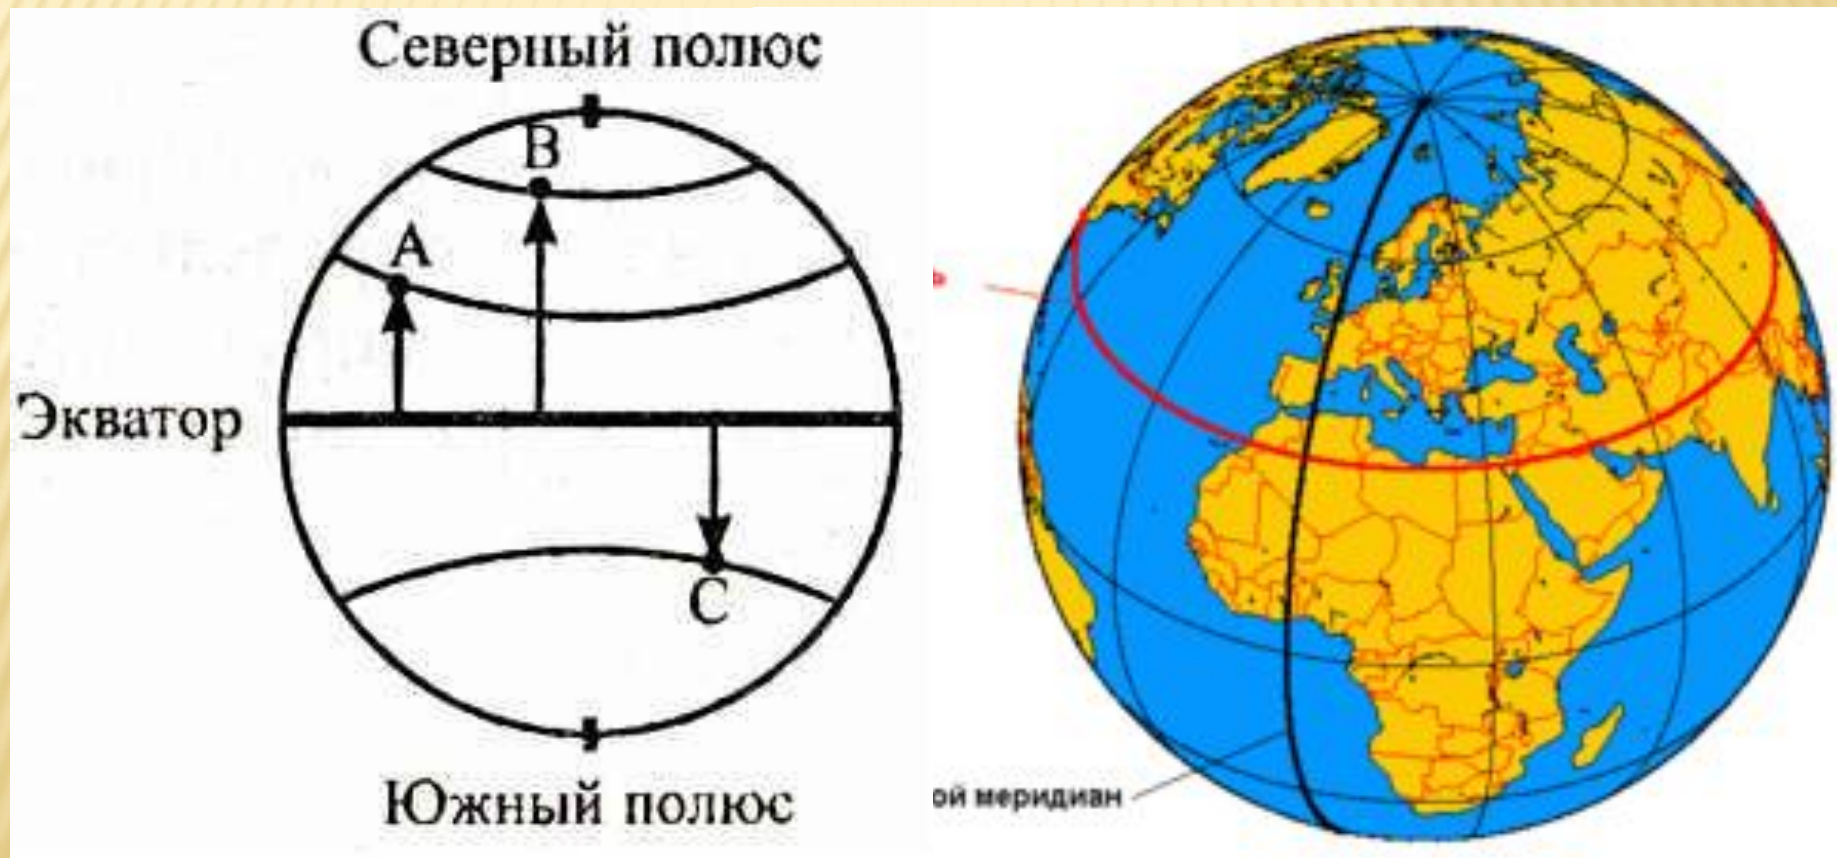 Северный полюс
B
A
Экватор
C
Южный полюс
ой меридиан